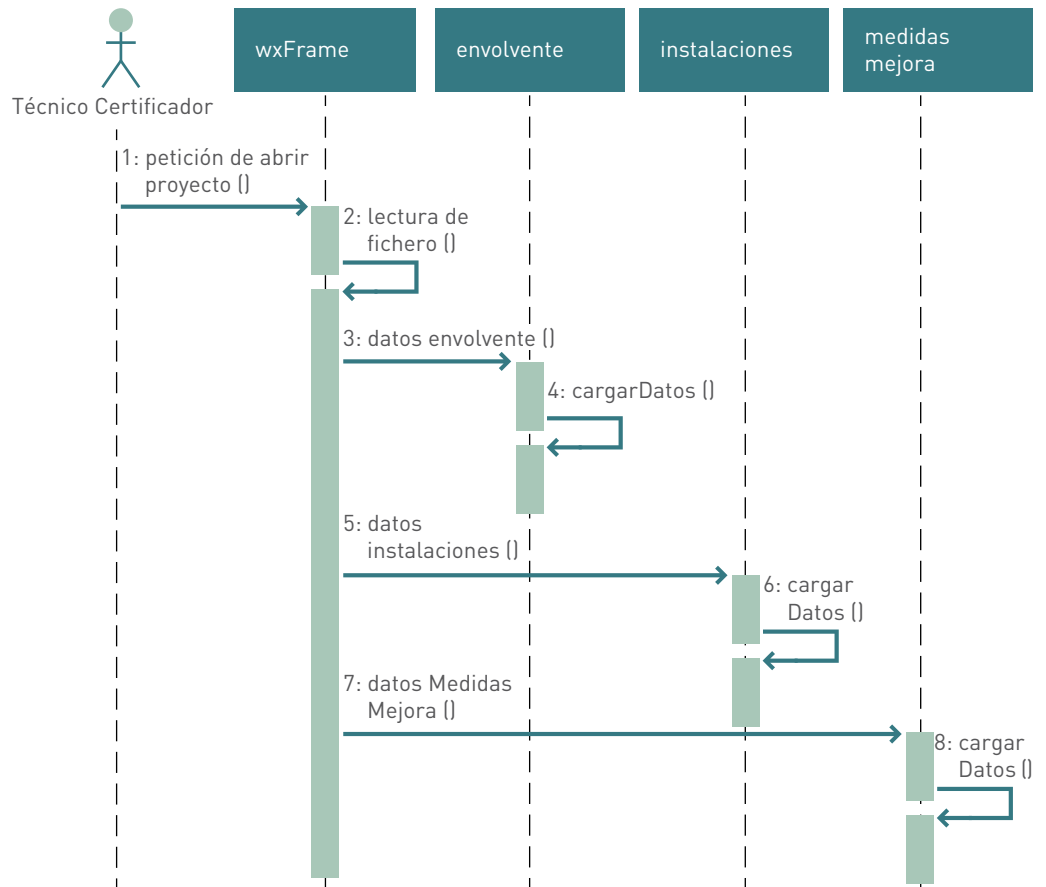 wxFrame
envolvente
instalaciones
medidas
mejora
Técnico Certificador
1: petición de abrir
proyecto ()
2: lectura de
fichero ()
3: datos envolvente ()
4: cargarDatos ()
5: datos
instalaciones ()
6: cargar
Datos ()
7: datos Medidas
Mejora ()
8: cargar
Datos ()